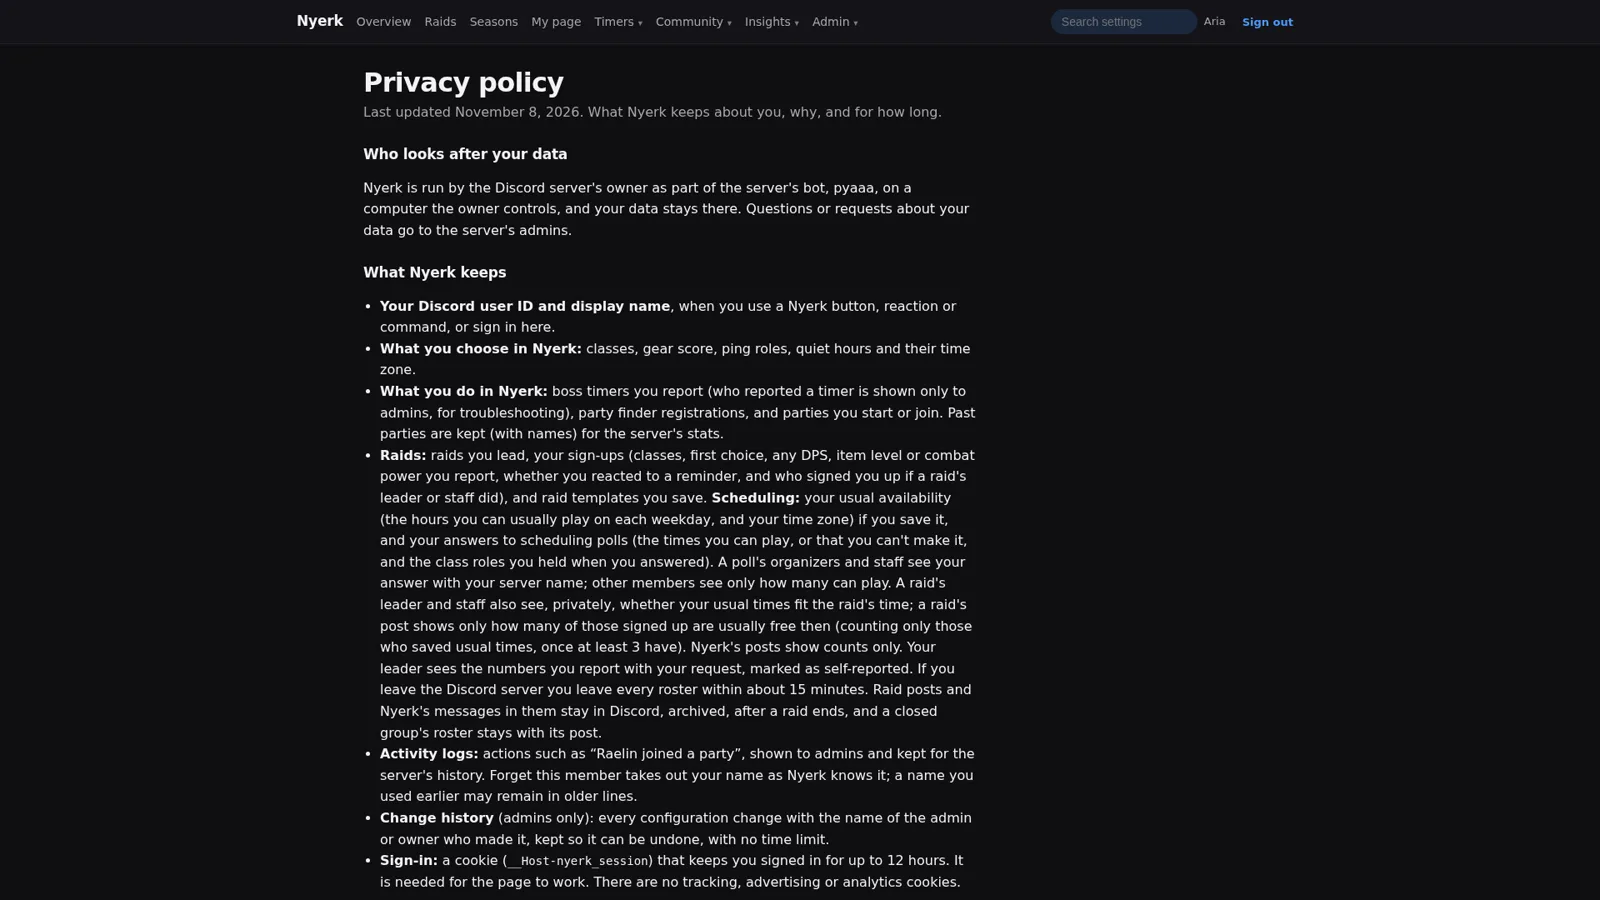 Nyerk Overview Raids Seasons My page Timers ▾ Community ▾ Insights ▾ Admin ▾ Search settings Aria Sign out
Privacy policy
Last updated November 8, 2026. What Nyerk keeps about you, why, and for how long.
Who looks after your data
Nyerk is run by the Discord server's owner as part of the server's bot, pyaaa, on a
computer the owner controls, and your data stays there. Questions or requests about your
data go to the server's admins.
What Nyerk keeps
• Your Discord user ID and display name, when you use a Nyerk button, reaction or
command, or sign in here.
• What you choose in Nyerk: classes, gear score, ping roles, quiet hours and their time
zone.
• What you do in Nyerk: boss timers you report (who reported a timer is shown only to
admins, for troubleshooting), party finder registrations, and parties you start or join. Past
parties are kept (with names) for the server's stats.
• Raids: raids you lead, your sign-ups (classes, first choice, any DPS, item level or combat
power you report, whether you reacted to a reminder, and who signed you up if a raid's
leader or staff did), and raid templates you save. Scheduling: your usual availability
(the hours you can usually play on each weekday, and your time zone) if you save it,
and your answers to scheduling polls (the times you can play, or that you can't make it,
and the class roles you held when you answered). A poll's organizers and staff see your
answer with your server name; other members see only how many can play. A raid's
leader and staff also see, privately, whether your usual times fit the raid's time; a raid's
post shows only how many of those signed up are usually free then (counting only those
who saved usual times, once at least 3 have). Nyerk's posts show counts only. Your
leader sees the numbers you report with your request, marked as self-reported. If you
leave the Discord server you leave every roster within about 15 minutes. Raid posts and
Nyerk's messages in them stay in Discord, archived, after a raid ends, and a closed
group's roster stays with its post.
• Activity logs: actions such as “Raelin joined a party”, shown to admins and kept for the
server's history. Forget this member takes out your name as Nyerk knows it; a name you
used earlier may remain in older lines.
• Change history (admins only): every configuration change with the name of the admin
or owner who made it, kept so it can be undone, with no time limit.
• Sign-in: a cookie (__Host-nyerk_session) that keeps you signed in for up to 12 hours. It
is needed for the page to work. There are no tracking, advertising or analytics cookies.